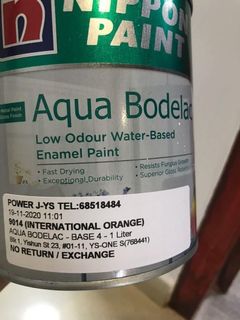 n
NIPPON
PAINT
Aqua Bodelac
Low Odour Water-Based
Enamel Paint
• Fast Drying
• Exceptional Durability
• Resists Fungus Growth
• Superior Gloss
POWER J-YS TEL:68518484
19-11-2020 11:01
9014 (INTERNATIONAL ORANGE)
AQUA BODELAC - BASE 4 - 1 Liter
Blk 1, Yishun St 23, #01-11, YS-ONE S(768441)
NO RETURN / EXCHANGE